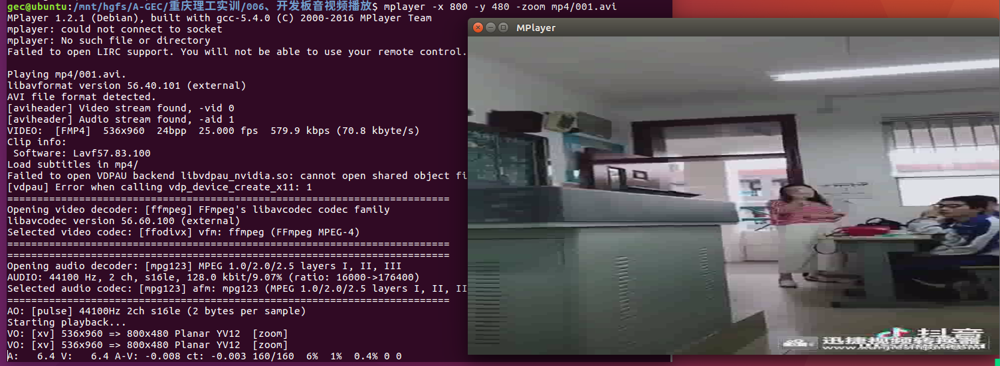 gec@ubuntu:/mnt/hgfs/A-GEC/重庆理工实训/006、开发板音视频播放$ mplayer -x 800 -y 480 -zoom mp4/001.avi
MPlayer 1.2.1 (Debian), built with gcc-5.4.0 (C) 2000-2016 MPlayer Team
mplayer: could not connect to socket
mplayer: No such file or directory
Failed to open LIRC support. You will not be able to use your remote control.
Playing mp4/001.avi.
libavformat version 56.40.101 (external)
AVI file format detected.
[aviheader] Video stream found, -vid 0
[aviheader] Audio stream found, -aid 1
VIDEO:  [FMP4]  536x960  24bpp  25.000 fps  579.9 kbps (70.8 kbyte/s)
Clip info:
 Software: Lavf57.83.100
Load subtitles in mp4/
Failed to open VDPAU backend libvdpau_nvidia.so: cannot open shared object fi
[vdpau] Error when calling vdp_device_create_x11: 1
==========================================================================
Opening video decoder: [ffmpeg] FFmpeg's libavcodec codec family
libavcodec version 56.60.100 (external)
Selected video codec: [ffodivx] vfm: ffmpeg (FFmpeg MPEG-4)
==========================================================================
==========================================================================
Opening audio decoder: [mpg123] MPEG 1.0/2.0/2.5 layers I, II, III
AUDIO: 44100 Hz, 2 ch, s16le, 128.0 kbit/9.07% (ratio: 16000->176400)
Selected audio codec: [mpg123] afm: mpg123 (MPEG 1.0/2.0/2.5 layers I, II, II
==========================================================================
AO: [pulse] 44100Hz 2ch s16le (2 bytes per sample)
Starting playback...
VO: [xv] 536x960 => 800x480 Planar YV12  [zoom]
VO: [xv] 536x960 => 800x480 Planar YV12  [zoom]
A:   6.4 V:   6.4 A-V: -0.008 ct: -0.003 160/160  6%  1%  0.4% 0 0
MPlayer
抖音
迅捷视频转换器